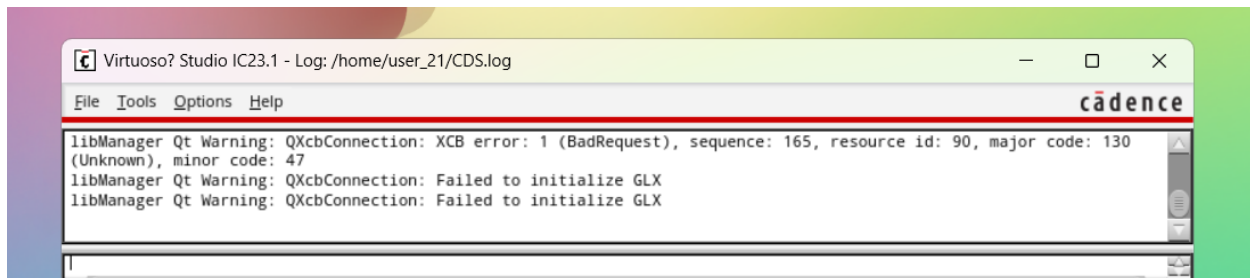 Virtuoso? Studio IC23.1 - Log: /home/user_21/CDS.log
File Tools Options Help cādence
libManager Qt Warning: QXcbConnection: XCB error: 1 (BadRequest), sequence: 165, resource id: 90, major code: 130
(Unknown), minor code: 47
libManager Qt Warning: QXcbConnection: Failed to initialize GLX
libManager Qt Warning: QXcbConnection: Failed to initialize GLX